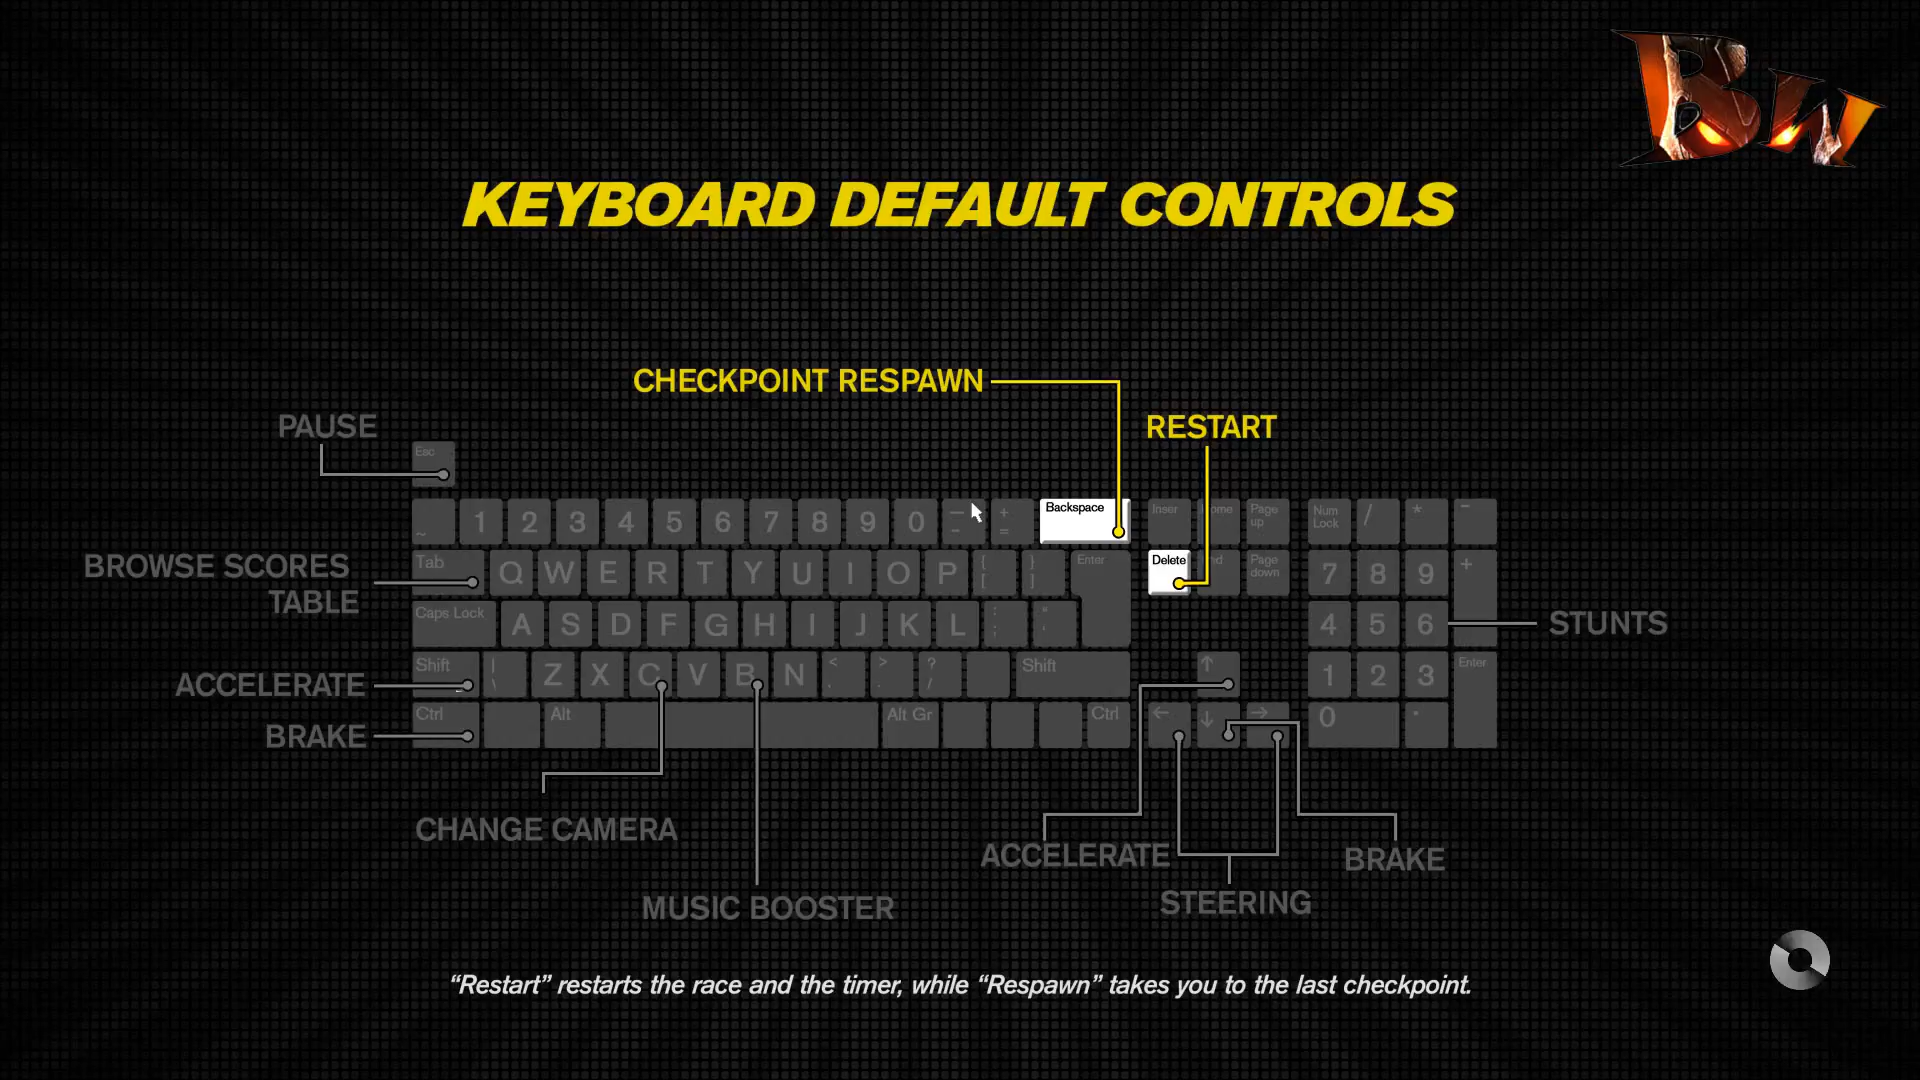 BW
KEYBOARD DEFAULT CONTROLS
CHECKPOINT RESPAWN
PAUSE
RESTART
Esc
~ 1 2 3 4 5 6 7 8 9 0 — - + = Backspace Inser ome Page up Num Lock / * -
BROWSE SCORES TABLE
Tab Q W E R T Y U I O P { [ } ] Enter Delete nd Page down 7 8 9 +
Caps Lock A S D F G H I J K L : ; 4 5 6
STUNTS
ACCELERATE
Shift | \ Z X C V B N < , > . ? / Shift ↑ 1 2 3 Enter
BRAKE
Ctrl Alt Alt Gr Ctrl ← ↓ → 0 .
CHANGE CAMERA
ACCELERATE
BRAKE
MUSIC BOOSTER
STEERING
“Restart” restarts the race and the timer, while “Respawn” takes you to the last checkpoint.